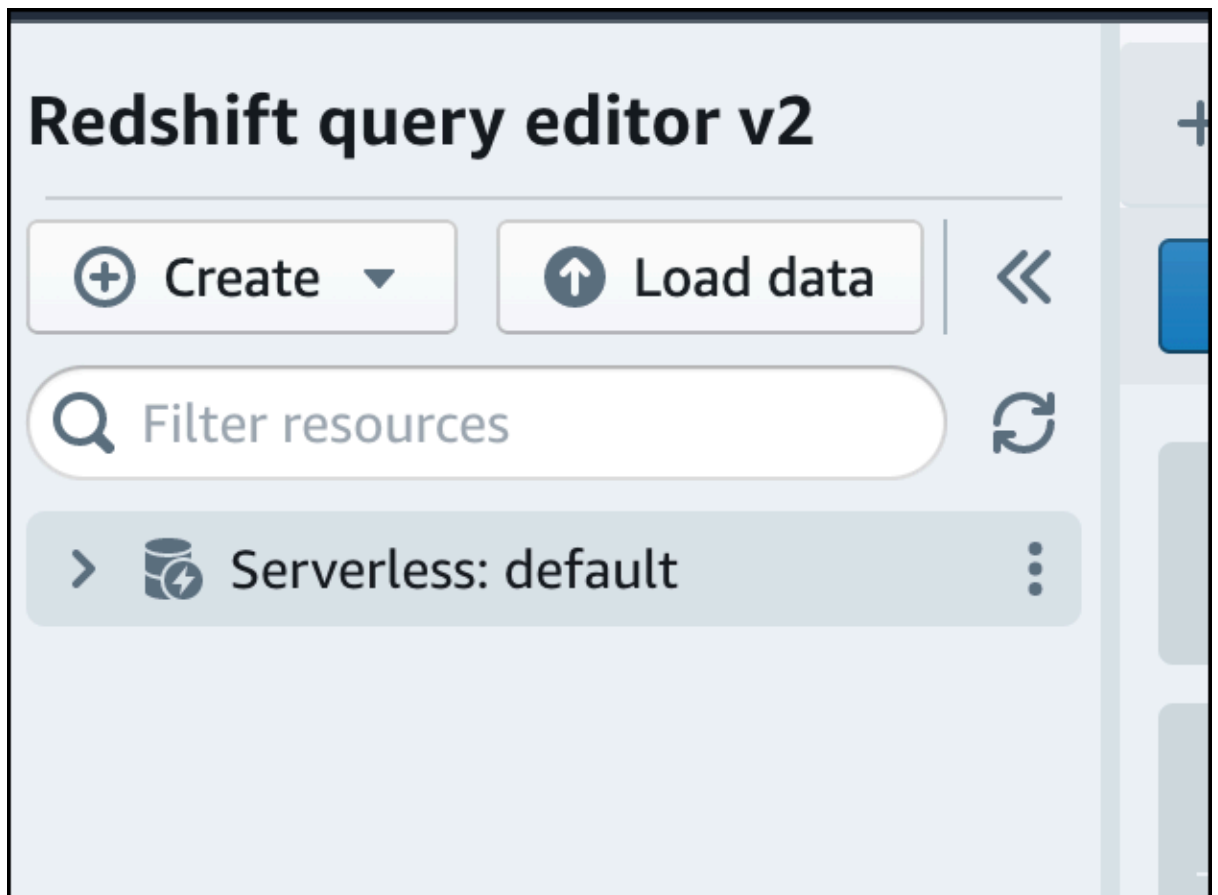 Redshift query editor v2
Create
Load data
Filter resources
Serverless: default